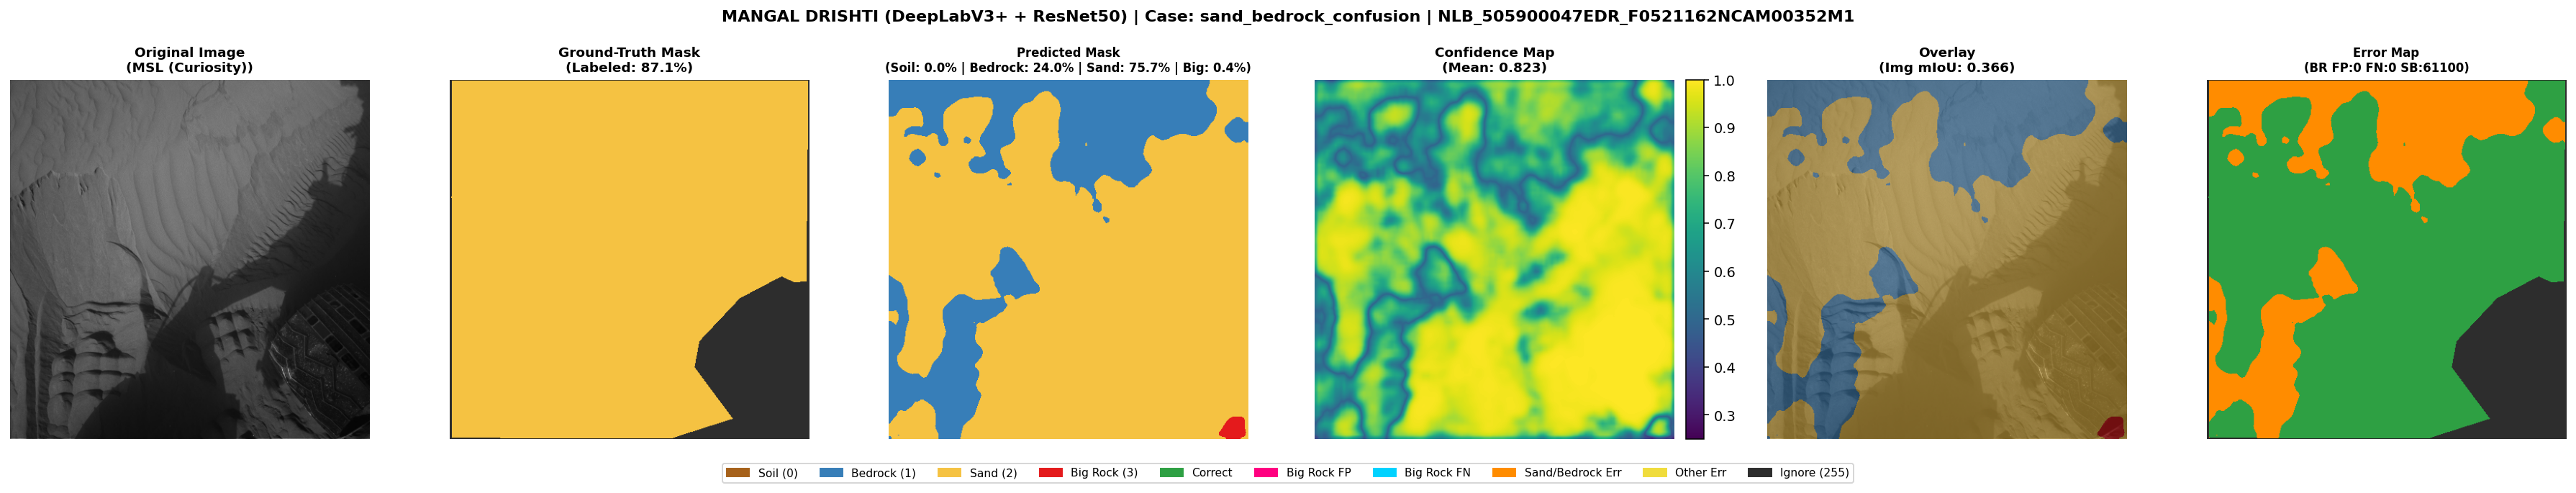 MANGAL DRISHTI (DeepLabV3+ + ResNet50) | Case: sand_bedrock_confusion | NLB_505900047EDR_F0521162NCAM00352M1
Original Image
(MSL (Curiosity))
Ground-Truth Mask
(Labeled: 87.1%)
Predicted Mask
(Soil: 0.0% | Bedrock: 24.0% | Sand: 75.7% | Big: 0.4%)
Confidence Map
(Mean: 0.823)
1.0
0.9
0.8
0.7
0.6
0.5
0.4
0.3
Overlay
(Img mIoU: 0.366)
Error Map
(BR FP:0 FN:0 SB:61100)
Soil (0)
Bedrock (1)
Sand (2)
Big Rock (3)
Correct
Big Rock FP
Big Rock FN
Sand/Bedrock Err
Other Err
Ignore (255)